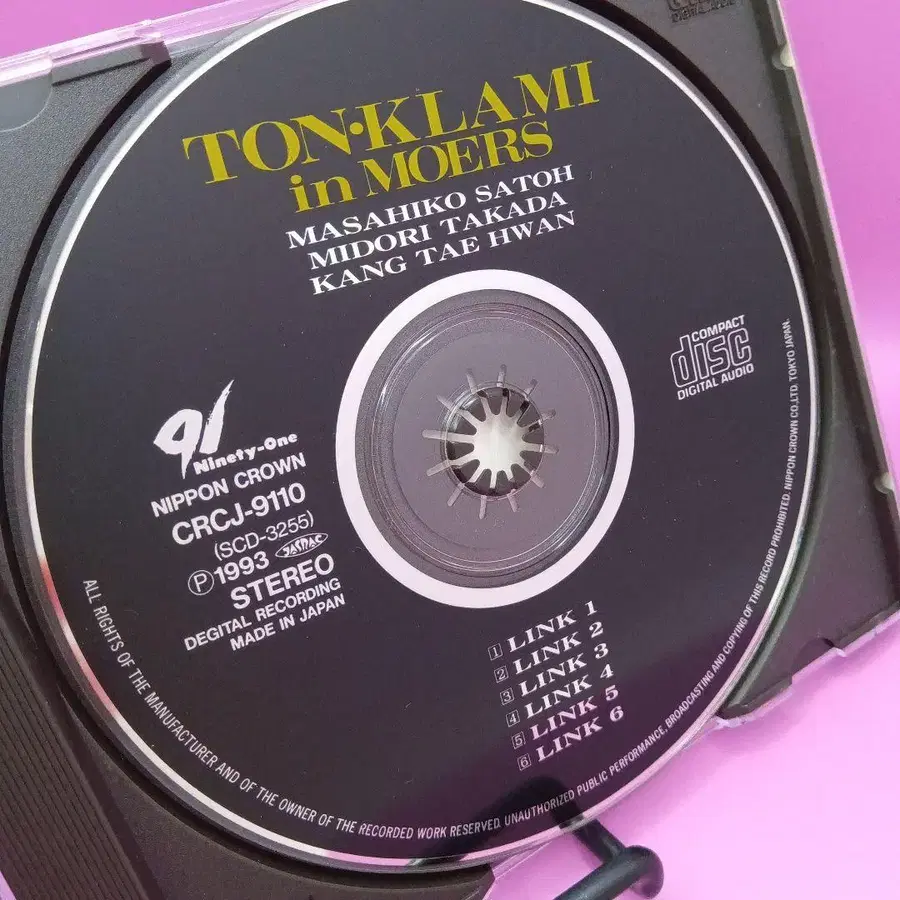 TON·KLAMI
in MOERS
MASAHIKO SATOH
MIDORI TAKADA
KANG TAE HWAN
COMPACT
disc
DIGITAL AUDIO
91
Ninety-One
NIPPON CROWN
CRCJ-9110
(SCD-3255)
Ⓟ1993 JASRAC
STEREO
DEGITAL RECORDING
MADE IN JAPAN
1 LINK 1
2 LINK 2
3 LINK 3
4 LINK 4
5 LINK 5
6 LINK 6
ALL RIGHTS OF THE MANUFACTURER AND OF THE OWNER OF THE RECORDED WORK RESERVED. UNAUTHORIZED PUBLIC PERFORMANCE, BROADCASTING AND COPYING OF THIS RECORD PROHIBITED. NIPPON CROWN CO.,LTD. TOKYO JAPAN.